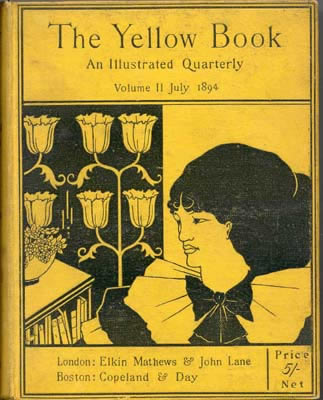 The Yellow Book
An Illustrated Quarterly
Volume II July 1894
London: Elkin Mathews & John Lane
Boston: Copeland & Day
Price
5/-
Net